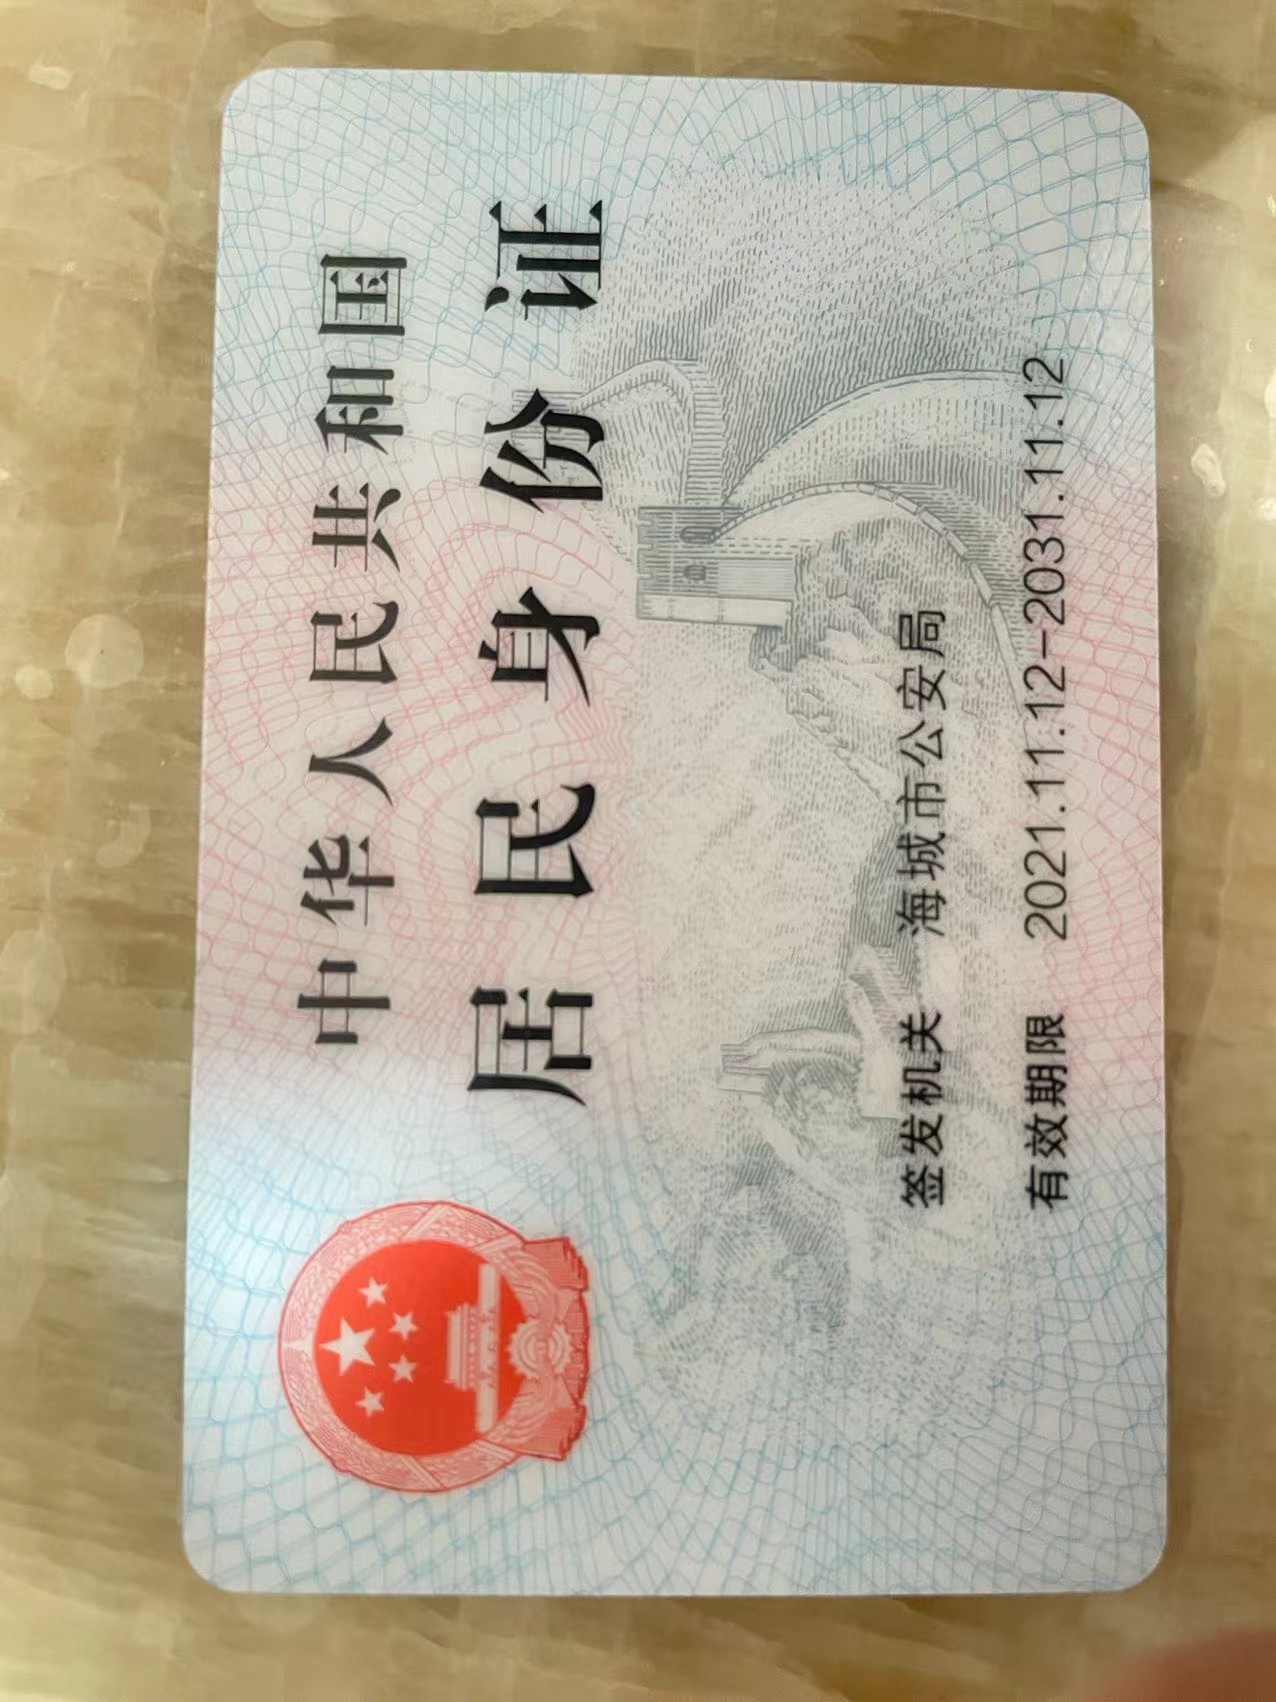 中华人民共和国
居民身份证
签发机关 海城市公安局
有效期限 2021.11.12-2031.11.12